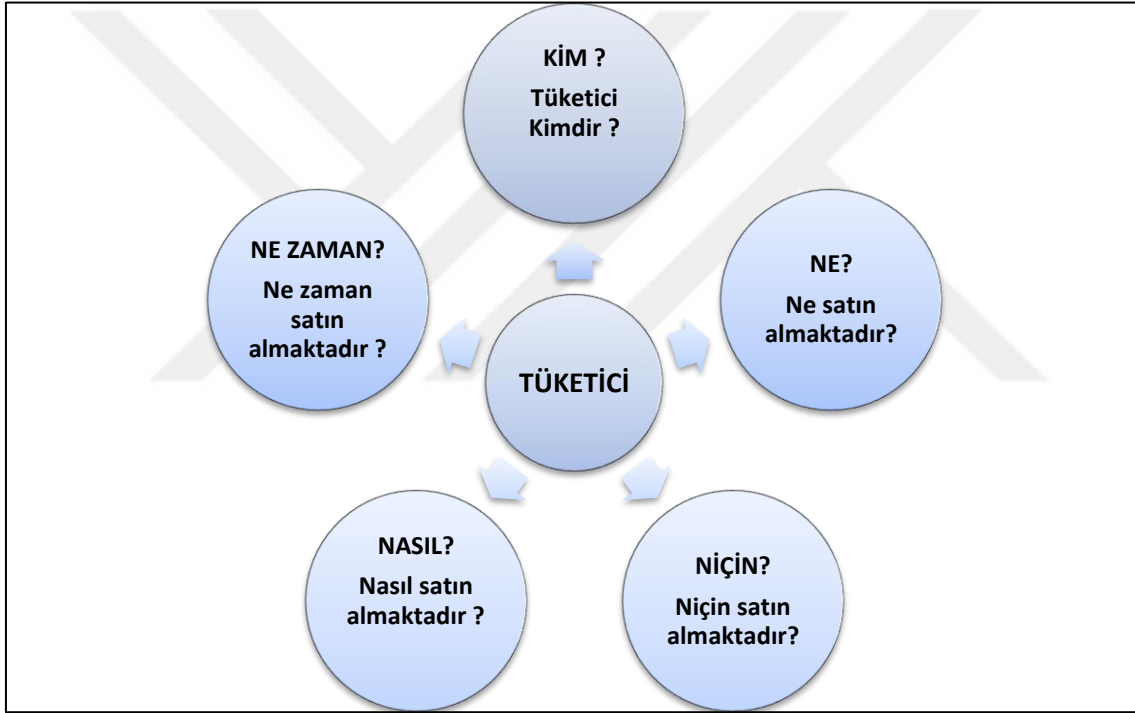 KİM ?
Tüketici
Kimdir ?
NE ZAMAN?
Ne zaman
satın
almaktadır ?
NE?
Ne satın
almaktadır?
TÜKETİCİ
NASIL?
Nasıl satın
almaktadır ?
NİÇİN?
Niçin satın
almaktadır?